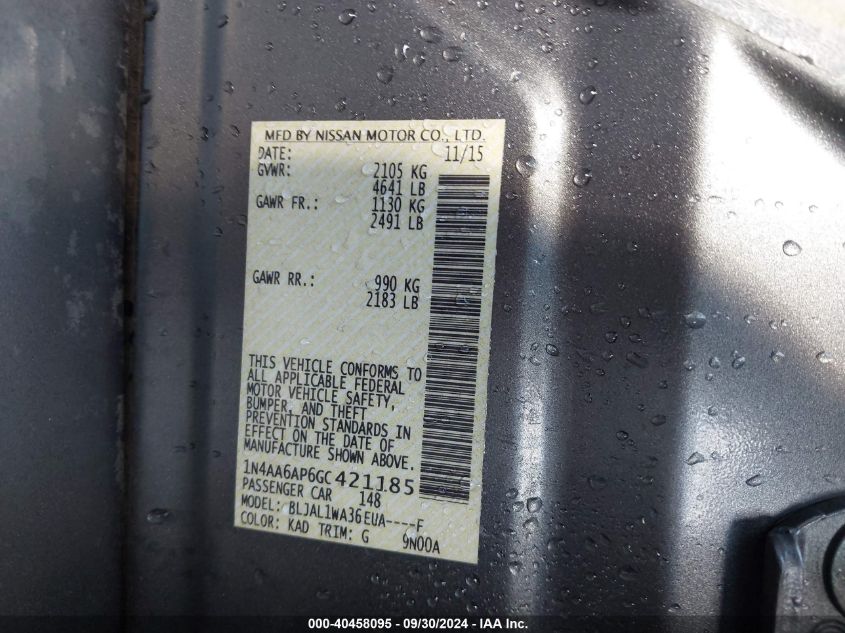 MFD BY NISSAN MOTOR CO., LTD.
DATE: 11/15
GVWR: 2105 KG
4641 LB
GAWR FR.: 1130 KG
2491 LB
GAWR RR.: 990 KG
2183 LB
THIS VEHICLE CONFORMS TO
ALL APPLICABLE FEDERAL
MOTOR VEHICLE SAFETY,
BUMPER, AND THEFT
PREVENTION STANDARDS IN
EFFECT ON THE DATE OF
MANUFACTURE SHOWN ABOVE.
1N4AA6AP6GC421185
PASSENGER CAR 148
MODEL: BLJAL1WA36EUA----F
COLOR: KAD TRIM: G 9N00A
000-40458095 - 09/30/2024 - IAA Inc.